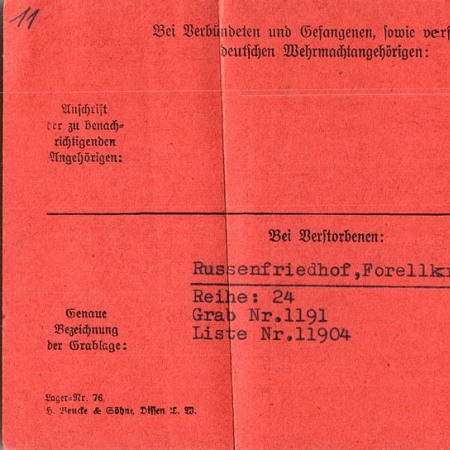 11
Bei Verbündeten und Gefangenen, sowie vers
deutschen Wehrmachtangehörigen:
Anschrift
der zu benach-
richtigenden
Angehörigen:
Bei Verstorbenen:
Russenfriedhof,Forellkr
Reihe: 24
Genaue
Bezeichnung
der Grablage:
Grab Nr.1191
Liste Nr.11904
Lager-Nr. 76.
H. Beucke & Söhne, Dissen T. W.